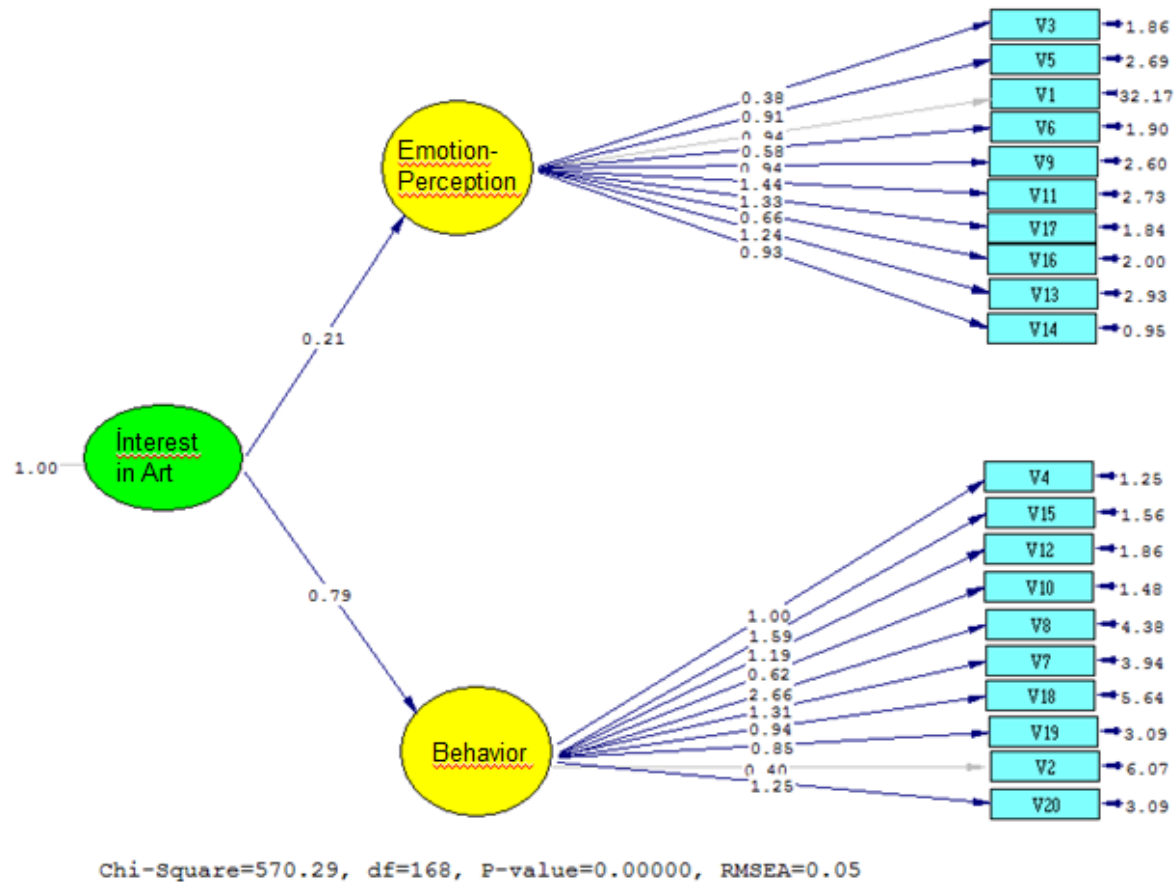 V3
1.86
V5
2.69
V1
32.17
V6
1.90
V9
2.60
V11
2.73
V17
1.84
V16
2.00
V13
2.93
V14
0.95
0.38
0.91
0.94
0.58
0.94
1.44
1.33
0.66
1.24
0.93
Emotion-
Perception
0.21
İnterest
in Art
1.00
0.79
Behavior
1.00
1.59
1.19
0.62
2.66
1.31
0.94
0.85
0.40
1.25
V4
1.25
V15
1.56
V12
1.86
V10
1.48
V8
4.38
V7
3.94
V18
5.64
V19
3.09
V2
6.07
V20
3.09
Chi-Square=570.29, df=168, P-value=0.00000, RMSEA=0.05